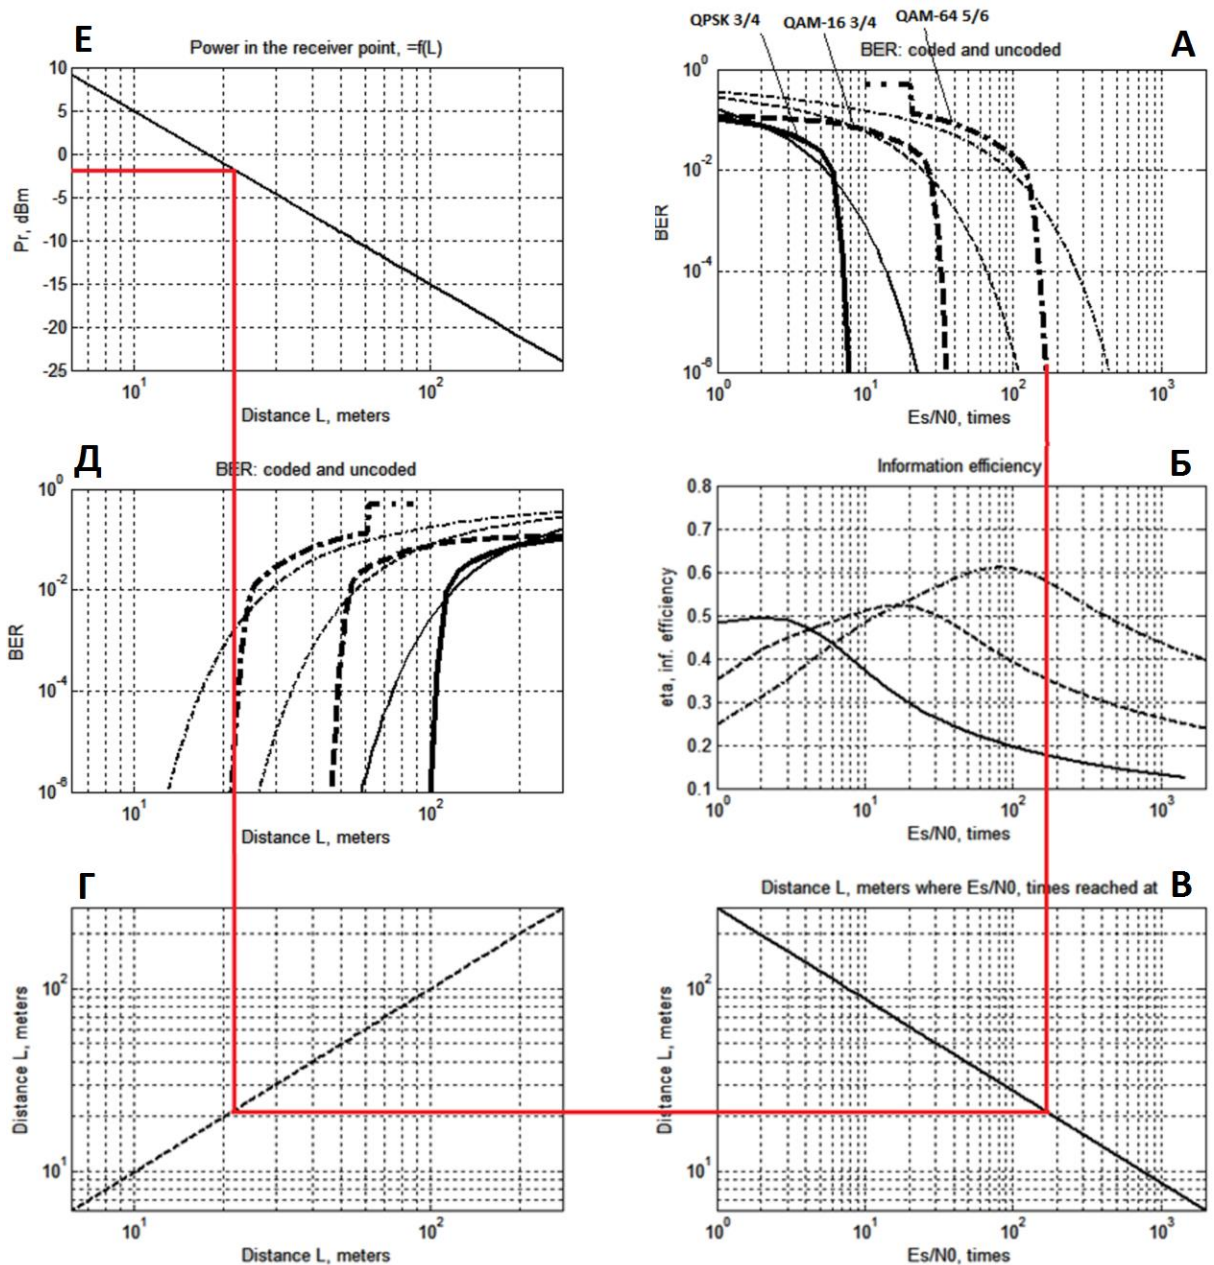 Е
Power in the receiver point, =f(L)
10
5
0
-5
-10
-15
-20
-25
Pr, dBm
10^1
10^2
Distance L, meters
QPSK 3/4
QAM-16 3/4
QAM-64 5/6
А
BER: coded and uncoded
10^0
10^-2
10^-4
10^-6
BER
10^0
10^1
10^2
10^3
Es/N0, times
Д
BER: coded and uncoded
10^0
10^-2
10^-4
10^-6
BER
10^1
10^2
Distance L, meters
Б
Information efficiency
0.8
0.7
0.6
0.5
0.4
0.3
0.2
0.1
eta, inf. efficiency
10^0
10^1
10^2
10^3
Es/N0, times
Г
10^2
10^1
Distance L, meters
10^1
10^2
Distance L, meters
В
Distance L, meters where Es/N0, times reached at
10^2
10^1
Distance L, meters
10^0
10^1
10^2
10^3
Es/N0, times